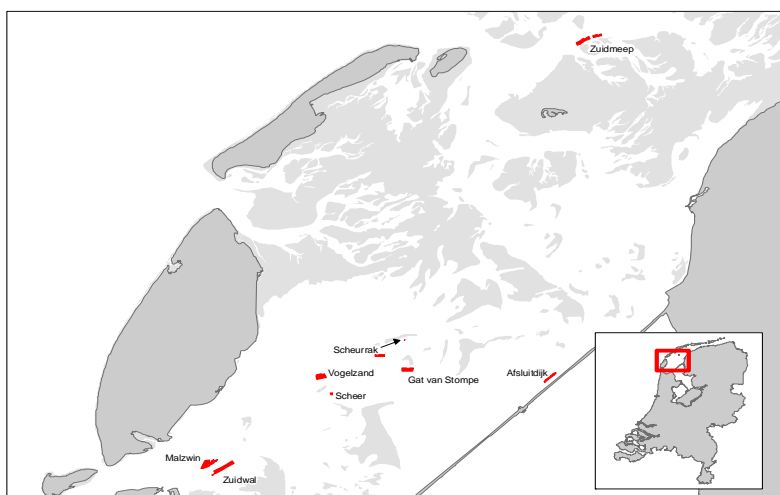 Zuidmeep
Scheurrak
Vogelzand
Gat van Stompe
Afsluitdijk
Scheer
Malzwin
Zuidwal